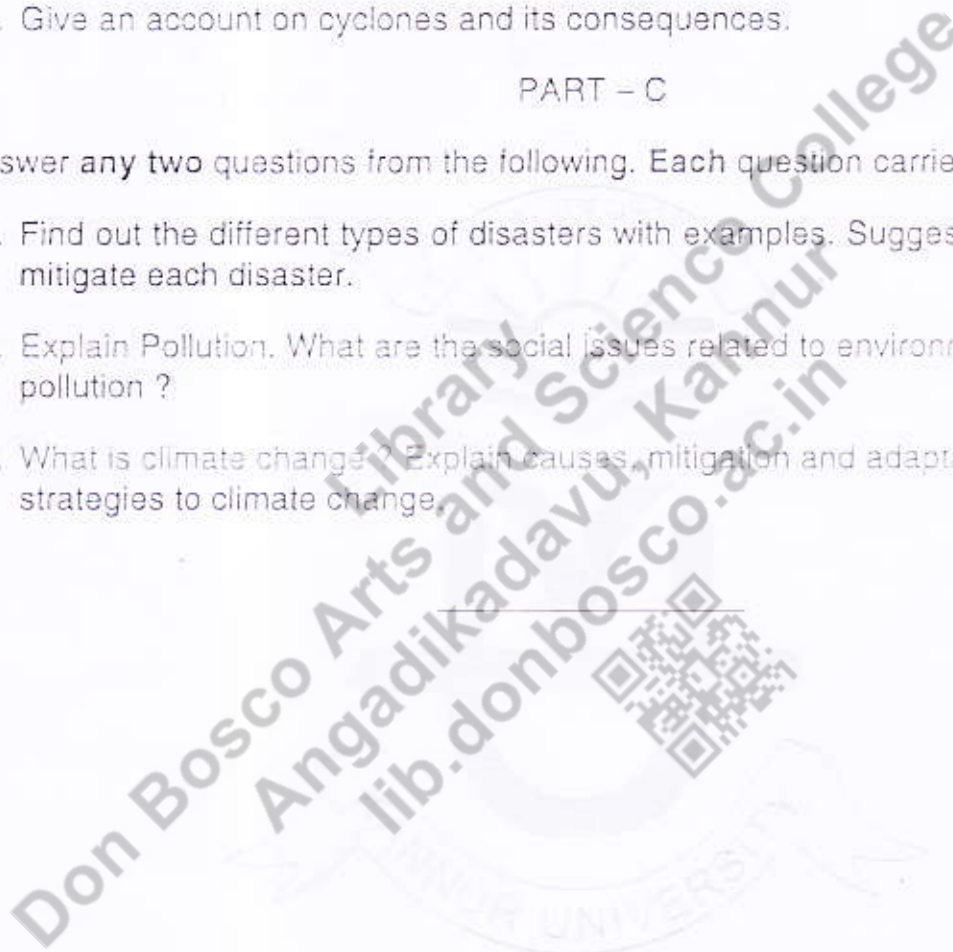 . Give an account on cyclones and its consequences.
PART – C
swer any two questions from the following. Each question carrie
. Find out the different types of disasters with examples. Sugges
mitigate each disaster.
. Explain Pollution. What are the social issues related to environ
pollution ?
. What is climate change ? Explain causes, mitigation and adapta
strategies to climate change.
Library
Don Bosco Arts and Science College
Angadikadavu, Kannur
lib.donbosco.ac.in
NNUR UNIVERSITY